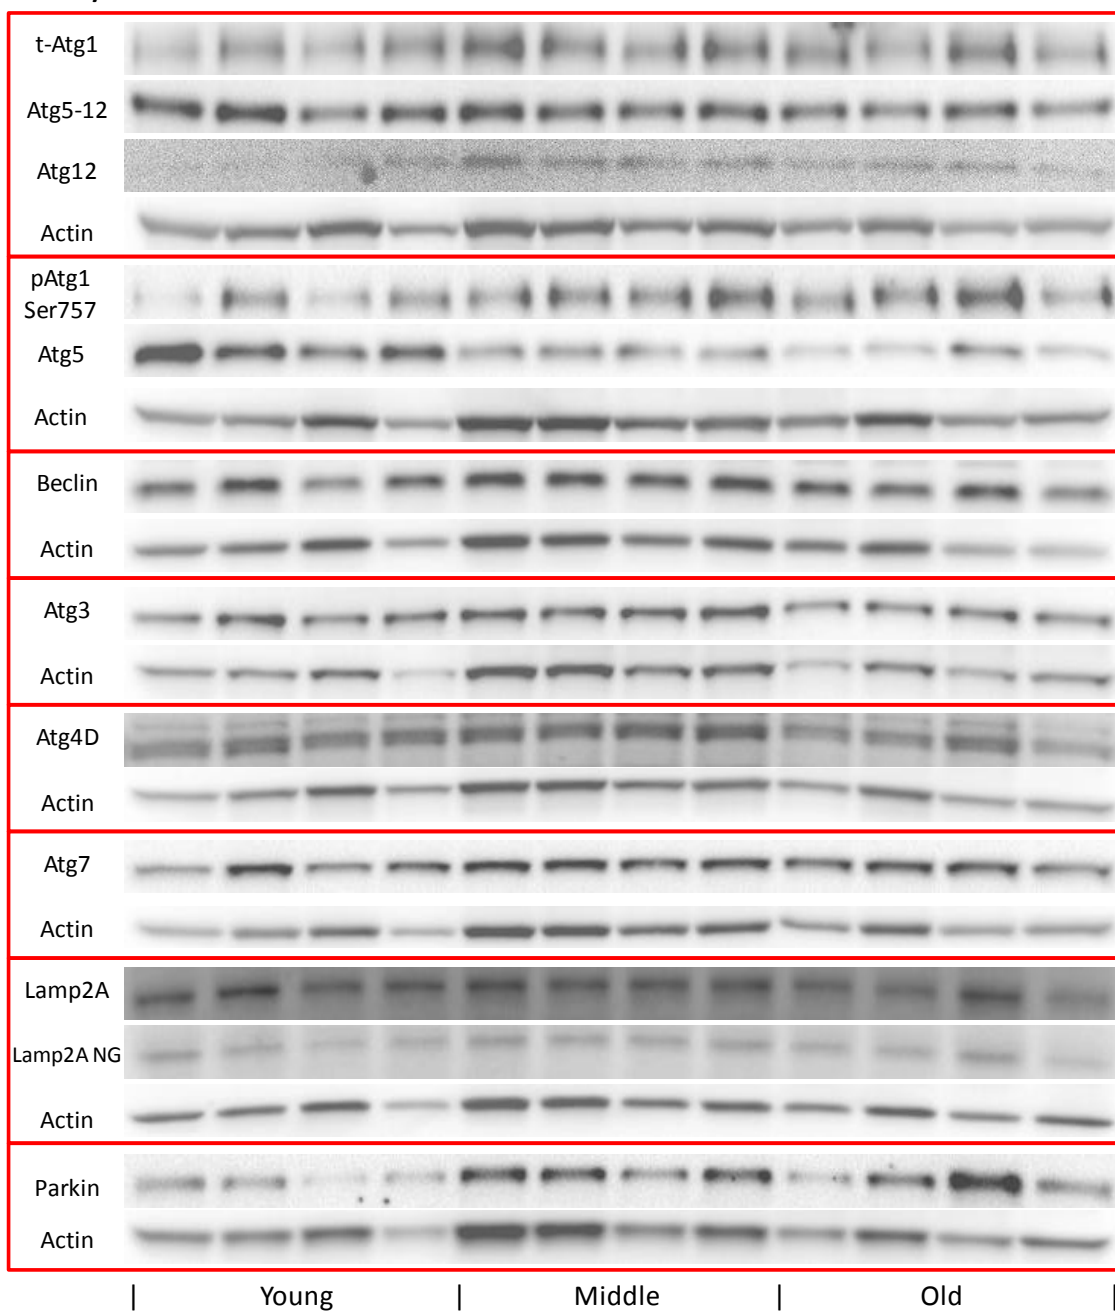 t-Atg1
Atg5-12
Atg12
Actin
pAtg1
Ser757
Atg5
Actin
Beclin
Actin
Atg3
Actin
Atg4D
Actin
Atg7
Actin
Lamp2A
Lamp2A NG
Actin
Parkin
Actin
| Young | Middle | Old |